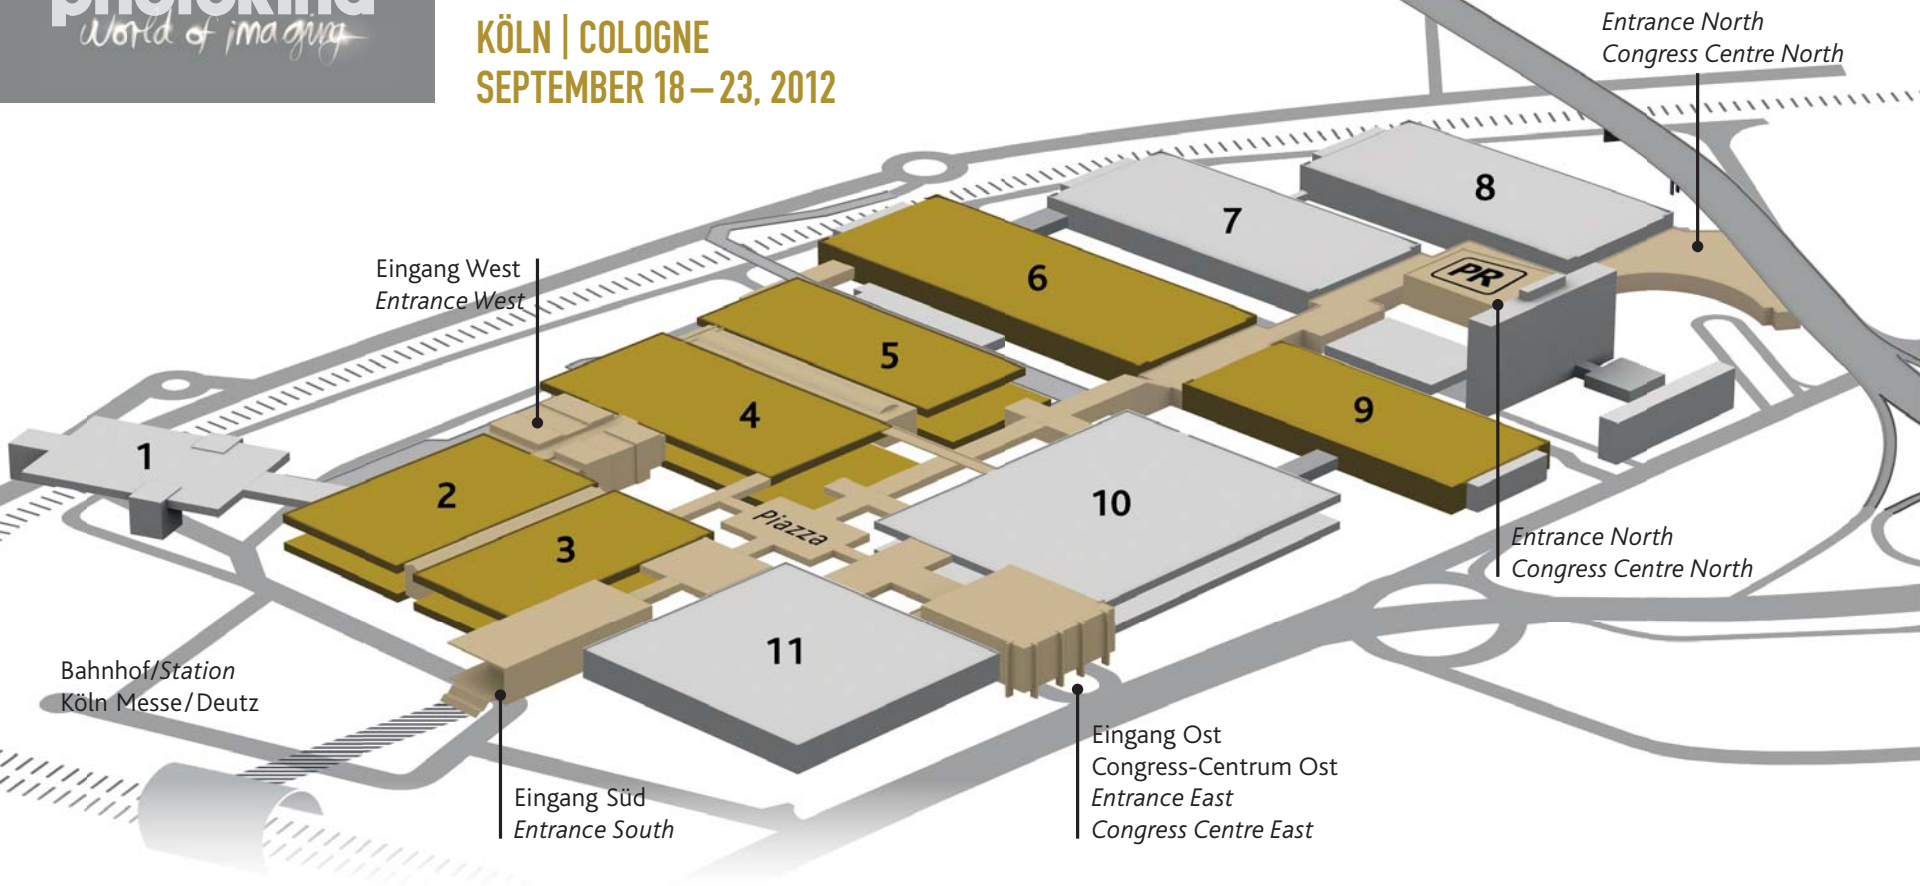 photokina
World of imaging
KÖLN | COLOGNE
SEPTEMBER 18 – 23, 2012
Entrance North
Congress Centre North
8
7
PR
6
Eingang West
Entrance West
5
9
4
1
2
10
Piazza
3
Entrance North
Congress Centre North
11
Bahnhof/Station
Köln Messe/Deutz
Eingang Ost
Congress-Centrum Ost
Entrance East
Congress Centre East
Eingang Süd
Entrance South